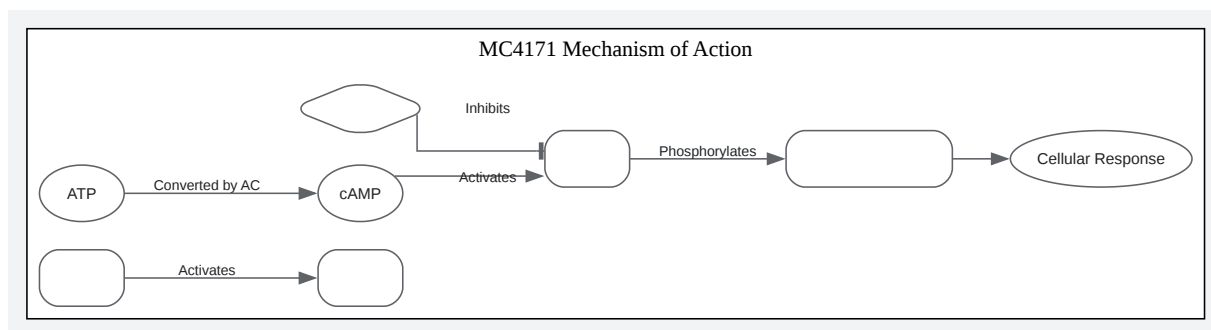 MC4171 Mechanism of Action
Inhibits
Phosphorylates
Cellular Response
Activates
ATP
Converted by AC
cAMP
Activates